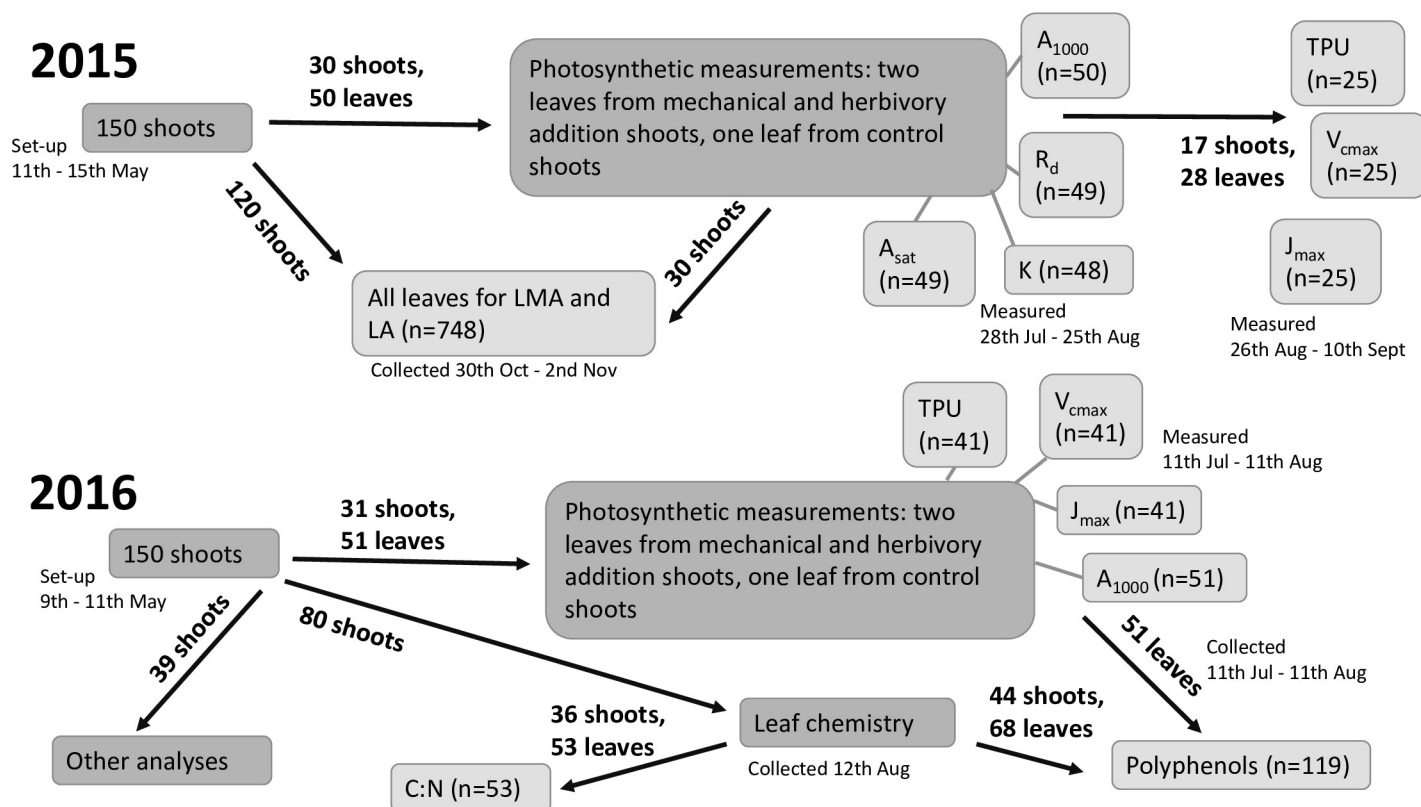 2015
150 shoots
Set-up
11th - 15th May
30 shoots,
50 leaves
120 shoots
Photosynthetic measurements: two
leaves from mechanical and herbivory
addition shoots, one leaf from control
shoots
30 shoots
All leaves for LMA and
LA (n=748)
Collected 30th Oct - 2nd Nov
A1000
(n=50)
Rd
(n=49)
K (n=48)
Asat
(n=49)
Measured
28th Jul - 25th Aug
17 shoots,
28 leaves
TPU
(n=25)
Vcmax
(n=25)
Jmax
(n=25)
Measured
26th Aug - 10th Sept
2016
150 shoots
Set-up
9th - 11th May
31 shoots,
51 leaves
39 shoots
80 shoots
Other analyses
Photosynthetic measurements: two
leaves from mechanical and herbivory
addition shoots, one leaf from control
shoots
TPU
(n=41)
Vcmax
(n=41)
Measured
11th Jul - 11th Aug
Jmax (n=41)
A1000 (n=51)
51 leaves
Collected
11th Jul - 11th Aug
Leaf chemistry
Collected 12th Aug
36 shoots,
53 leaves
C:N (n=53)
44 shoots,
68 leaves
Polyphenols (n=119)